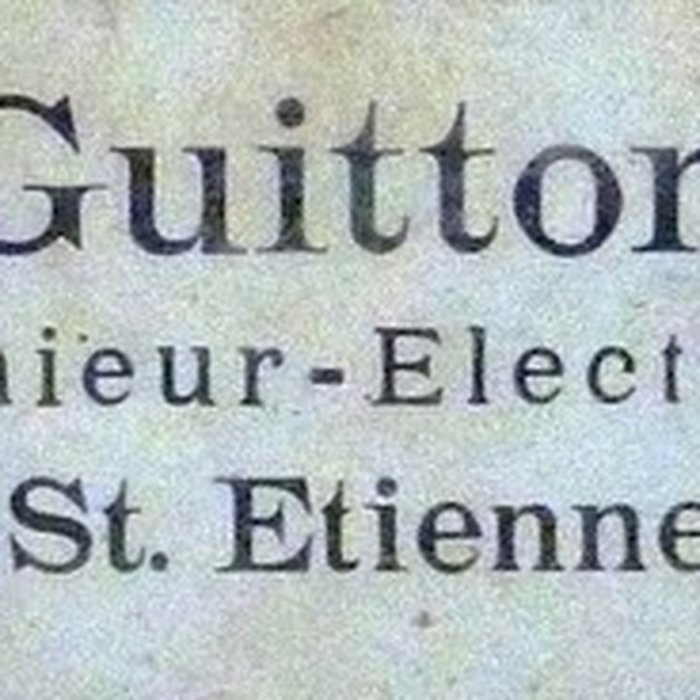 Guitton
nieur-Elect
St. Etienne